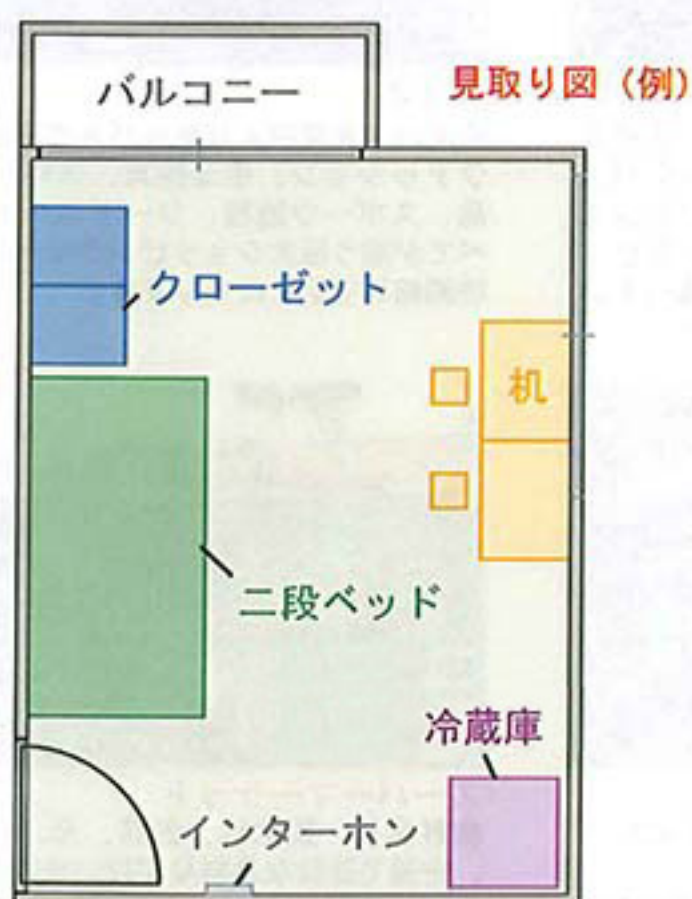 バルコニー
見取り図（例）
クローゼット
机
二段ベッド
冷蔵庫
インターホン